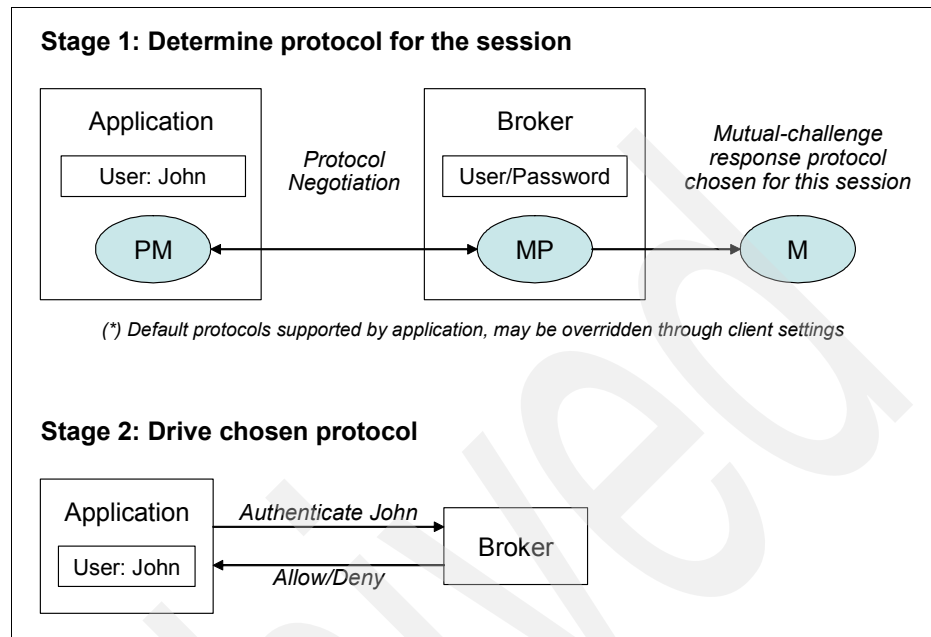 Stage 1: Determine protocol for the session
Application
User: John
PM
Protocol
Negotiation
Broker
User/Password
MP
Mutual-challenge
response protocol
chosen for this session
M
(*) Default protocols supported by application, may be overridden through client settings
Stage 2: Drive chosen protocol
Application
User: John
Authenticate John
Allow/Deny
Broker
hived